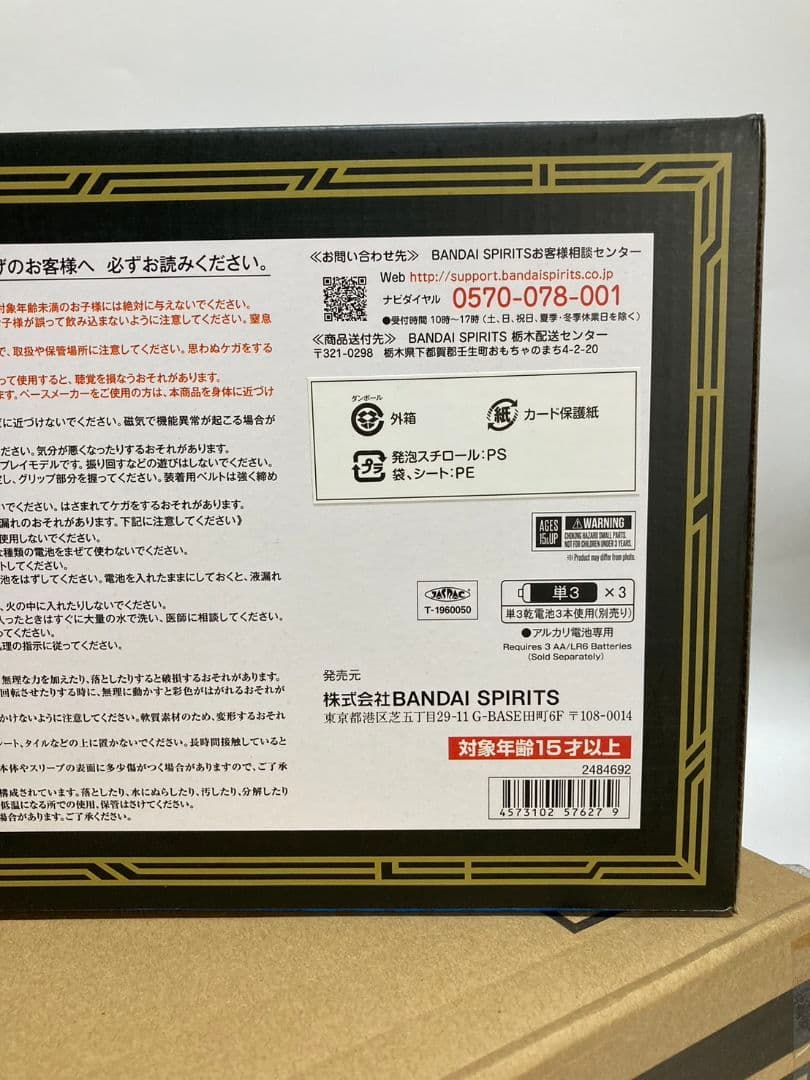 げのお客様へ 必ずお読みください。
対象年齢未満のお子様には絶対に与えないでください。
子様が誤って飲み込まないように注意してください。窒息
で、取扱や保管場所に注意してください。思わぬケガをする
って使用すると、聴覚を損なうおそれがあります。
ます。ペースメーカーをご使用の方は、本商品を身体に近づけ
どに近づけないでください。磁気で機能異常が起こる場合が
ださい。気分が悪くなったりするおそれがあります。
プレイモデルです。振り回すなどの遊びはしないでください。
し、グリップ部分を握ってください。装着用ベルトは強く締め
いでください。はさまれてケガをするおそれがあります。
漏れのおそれがあります。下記に注意してください》
使用しないでください。
な種類の電池をまぜて使わないでください。
トしてください。
池をはずしてください。電池を入れたままにしておくと、液漏れ
、火の中に入れたりしないでください。
入ったときはすぐに大量の水で洗い、医師に相談してください。
ってください。
処理の指示に従ってください。
無理な力を加えたり、落としたりすると破損するおそれがあります。
回転させたりする時に、無理に動かすと彩色がはがれるおそれが
かけないように注意してください。軟質素材のため、変形するおそれ
シート、タイルなどの上に置かないでください。長時間接触していると
本体やスリーブの表面に多少傷がつく場合がありますので、ご了承
構成されています。落としたり、水にぬらしたり、汚したり、分解したり
低温になる所での使用、保管はさけてください。
場合があります。ご了承ください。
≪お問い合わせ先≫ BANDAI SPIRITSお客様相談センター
Web http://support.bandaispirits.co.jp
ナビダイヤル 0570-078-001
●受付時間 10時〜17時 (土、日、祝日、夏季・冬季休業日を除く)
≪商品送付先≫ BANDAI SPIRITS 栃木配送センター
〒321-0298 栃木県下都賀郡壬生町おもちゃのまち4-2-20
ダンボール
外箱
紙 カード保護紙
プラ 発泡スチロール:PS
袋、シート:PE
AGES 15 & UP
⚠WARNING
CHOKING HAZARD SMALL PARTS.
NOT FOR CHILDREN UNDER 3 YEARS.
※Product may differ from photo.
T-1960050
単3 ×3
単3乾電池3本使用(別売り)
●アルカリ電池専用
Requires 3 AA/LR6 Batteries
(Sold Separately)
発売元
株式会社BANDAI SPIRITS
東京都港区芝五丁目29-11 G-BASE田町6F 〒108-0014
対象年齢15才以上
2484692
4573102 57627 9